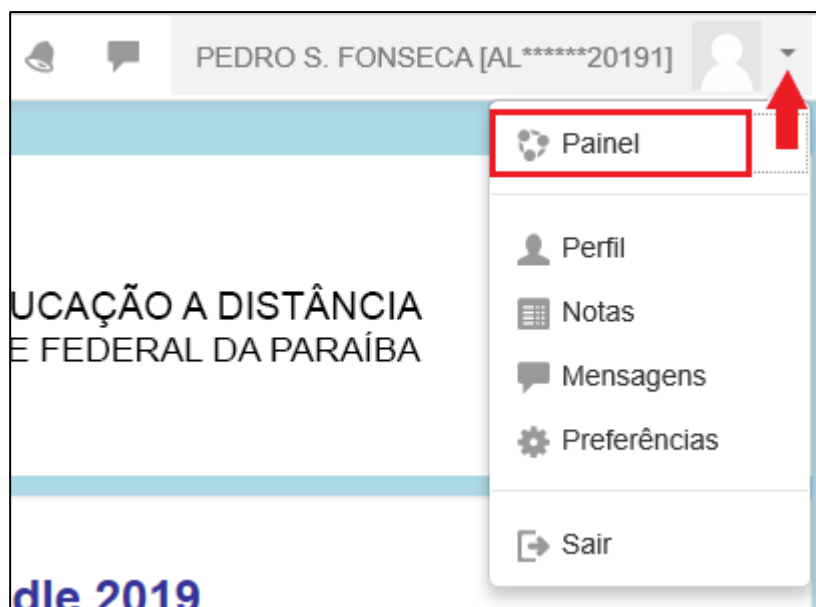 PEDRO S. FONSECA [AL******20191]
Painel
Perfil
UCAÇÃO A DISTÂNCIA
Notas
E FEDERAL DA PARAÍBA
Mensagens
Preferências
Sair
dle 2019